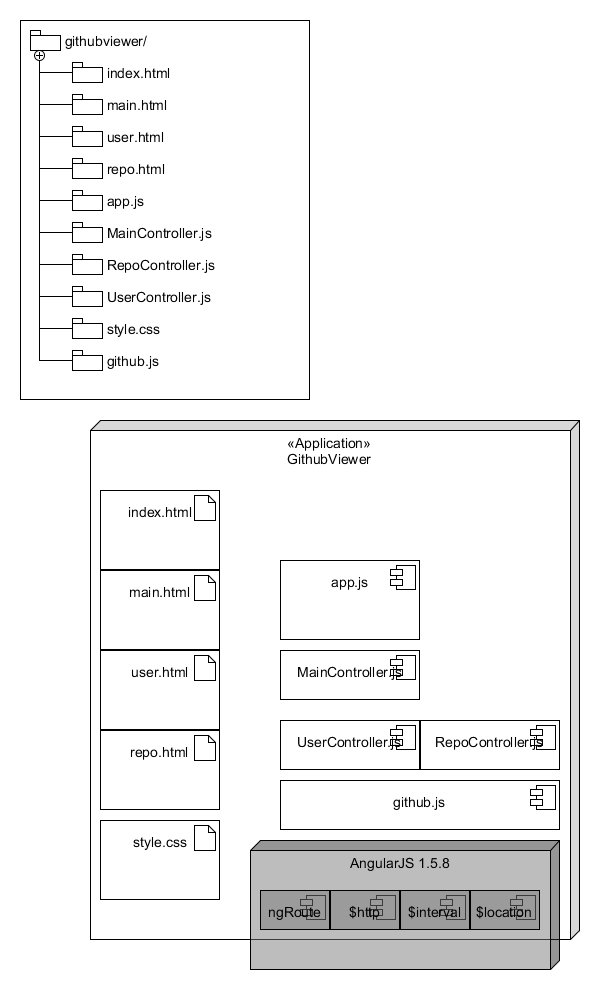 githubviewer/
index.html
main.html
user.html
repo.html
app.js
MainController.js
RepoController.js
UserController.js
style.css
github.js
«Application»
GithubViewer
index.html
main.html
user.html
repo.html
style.css
app.js
MainController.js
UserController.js
RepoController.js
github.js
AngularJS 1.5.8
ngRoute
$http
$interval
$location